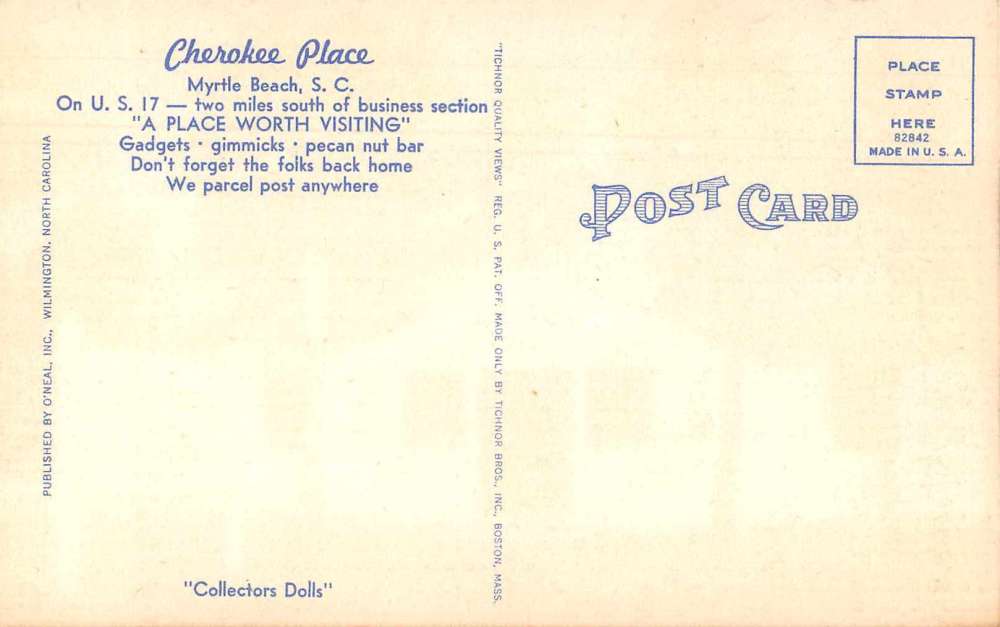 Cherokee Place
Myrtle Beach, S. C.
On U. S. 17 — two miles south of business section
"A PLACE WORTH VISITING"
Gadgets · gimmicks · pecan nut bar
Don't forget the folks back home
We parcel post anywhere
PUBLISHED BY O'NEAL, INC., WILMINGTON, NORTH CAROLINA
"Collectors Dolls"
"TICHNOR QUALITY VIEWS" REG. U. S. PAT. OFF. MADE ONLY BY TICHNOR BROS., INC., BOSTON, MASS.
POST CARD
PLACE
STAMP
HERE
82842
MADE IN U. S. A.